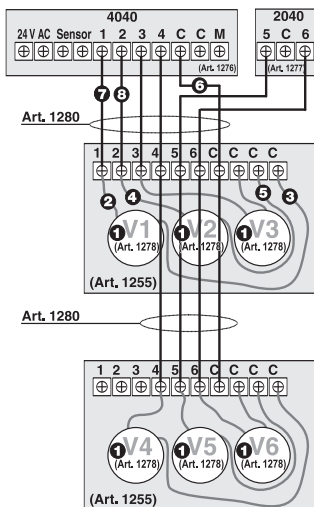 4040
2040
24 V AC Sensor 1 2 3 4 C C M
5 C 6
(Art. 1276)
(Art. 1277)
6
7 8
Art. 1280
1 2 3 4 5 6 C C C C
2 4 5 3
1 V1 1 V2 1 V3
(Art. 1278) (Art. 1278) (Art. 1278)
(Art. 1255)
Art. 1280
1 2 3 4 5 6 C C C C
1 V4 1 V5 1 V6
(Art. 1278) (Art. 1278) (Art. 1278)
(Art. 1255)